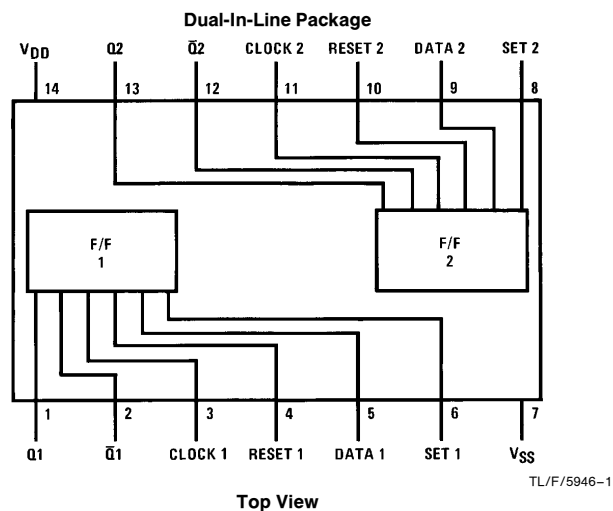 Dual-In-Line Package
VDD Q2 Q̄2 CLOCK 2 RESET 2 DATA 2 SET 2
14 13 12 11 10 9 8
F/F
1
F/F
2
1 2 3 4 5 6 7
Q1 Q̄1 CLOCK 1 RESET 1 DATA 1 SET 1 VSS
TL/F/5946–1
Top View